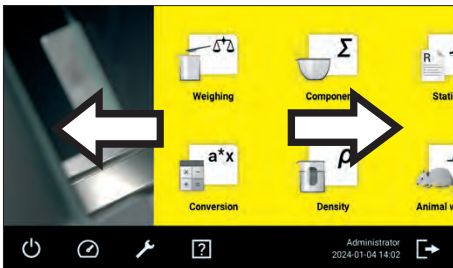 Σ
R
Weighing
Componen
Stati
a*x
ρ
Conversion
Density
Animal w
?
Administrator
2024-01-04 14:02